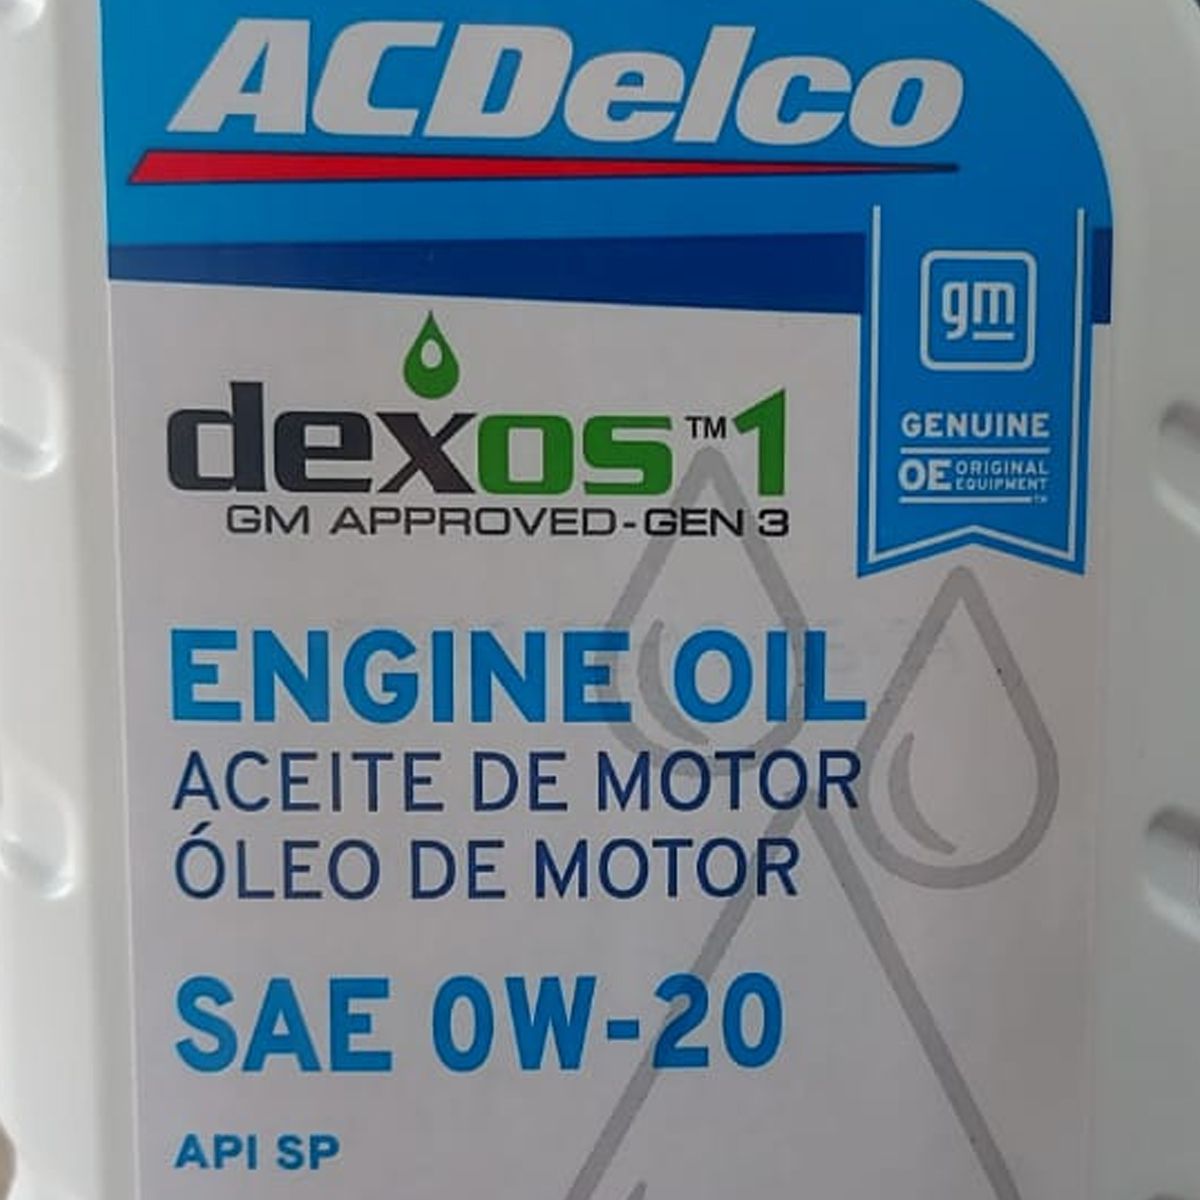 ACDelco
gm
GENUINE
OE ORIGINAL EQUIPMENT™
dexos™1
GM APPROVED-GEN 3
ENGINE OIL
ACEITE DE MOTOR
ÓLEO DE MOTOR
SAE 0W-20
API SP